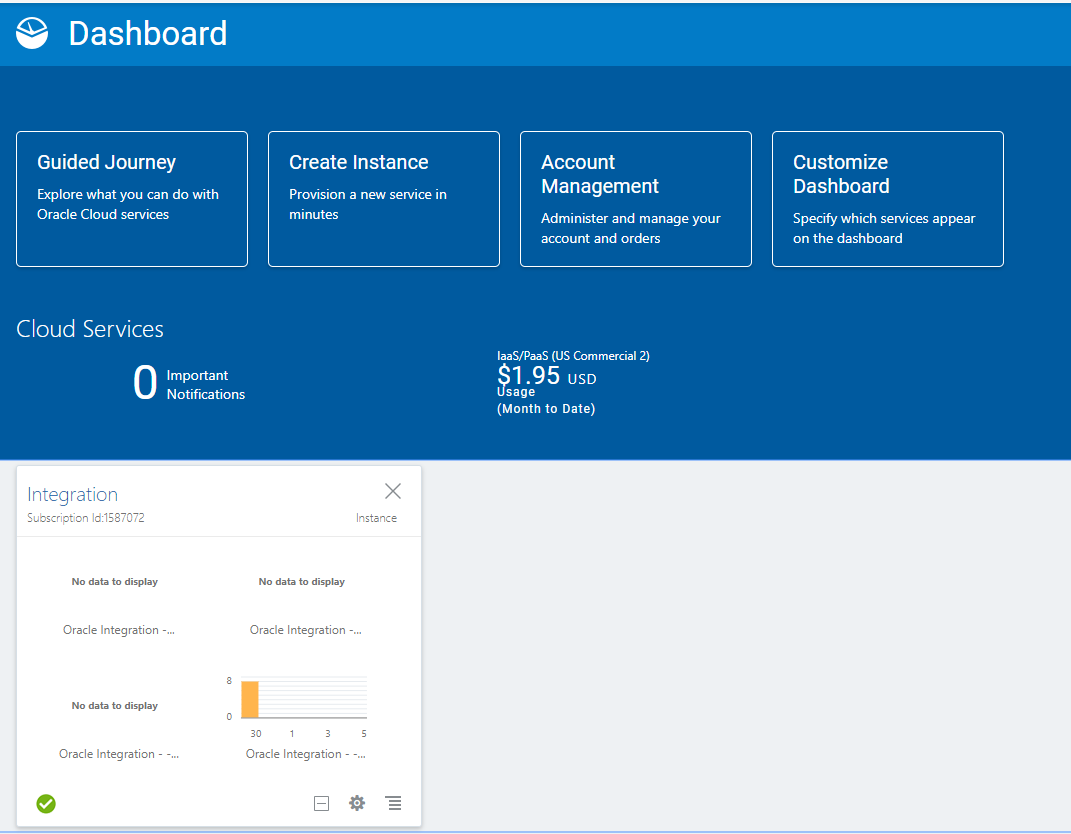 Dashboard
Guided Journey
Explore what you can do with
Oracle Cloud services
Create Instance
Provision a new service in
minutes
Account
Management
Administer and manage your
account and orders
Customize
Dashboard
Specify which services appear
on the dashboard
Cloud Services
0
Important
Notifications
IaaS/PaaS (US Commercial 2)
$1.95 USD
Usage
(Month to Date)
Integration
Subscription Id:1587072
Instance
No data to display
Oracle Integration -...
No data to display
Oracle Integration -...
No data to display
Oracle Integration - -...
8
0
30 1 3 5
Oracle Integration - -...